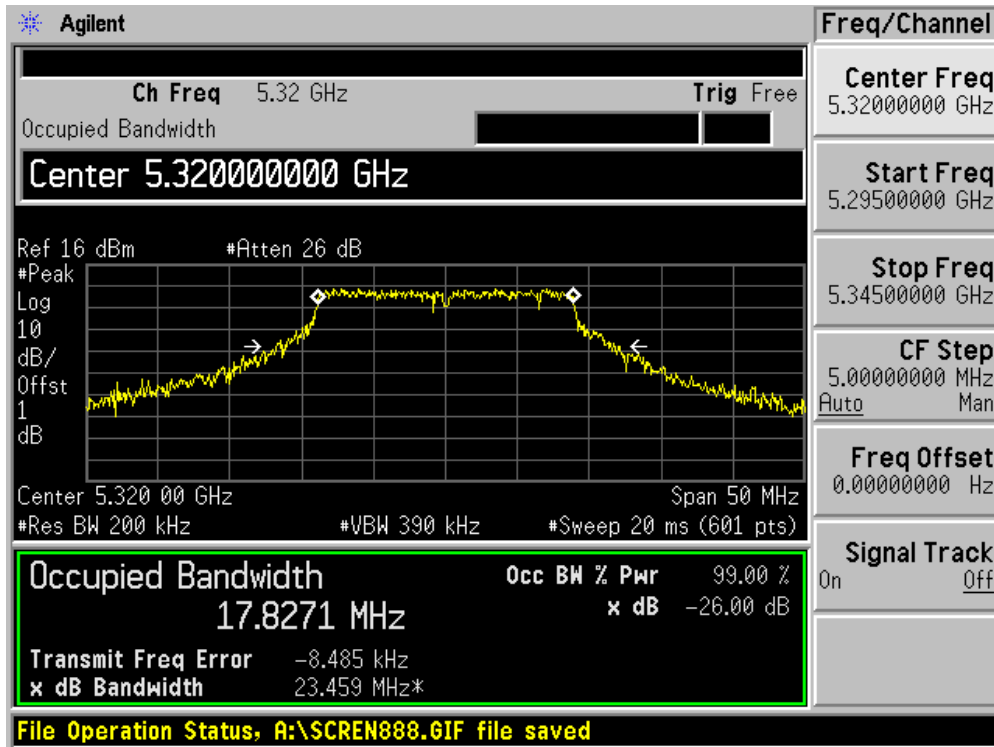 Agilent
Freq/Channel
Ch Freq 5.32 GHz Trig Free
Occupied Bandwidth
Center 5.320000000 GHz
Ref 16 dBm #Atten 26 dB
#Peak
Log
10
dB/
Offst
1
dB
Center 5.320 00 GHz Span 50 MHz
#Res BW 200 kHz #VBW 390 kHz #Sweep 20 ms (601 pts)
Occupied Bandwidth
17.8271 MHz
Occ BW % Pwr 99.00 %
x dB -26.00 dB
Transmit Freq Error -8.485 kHz
x dB Bandwidth 23.459 MHz*
File Operation Status, A:\SCREN888.GIF file saved
Center Freq
5.32000000 GHz
Start Freq
5.29500000 GHz
Stop Freq
5.34500000 GHz
CF Step
5.00000000 MHz
Auto Man
Freq Offset
0.00000000 Hz
Signal Track
On Off